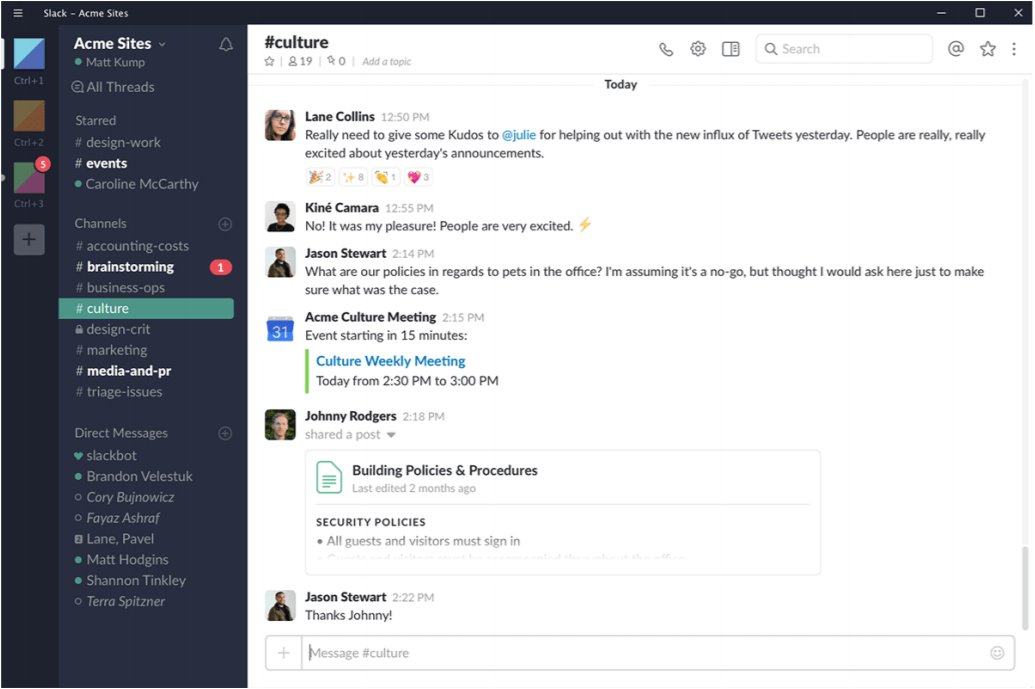 Slack – Acme Sites
Ctrl+1
Ctrl+2
5
Ctrl+3
Acme Sites
Matt Kump
All Threads
Starred
# design-work
# events
Caroline McCarthy
Channels
# accounting-costs
# brainstorming 1
# business-ops
# culture
design-crit
# marketing
# media-and-pr
# triage-issues
Direct Messages
slackbot
Brandon Velestuk
Cory Bujnowicz
Fayaz Ashraf
2 Lane, Pavel
Matt Hodgins
Shannon Tinkley
Terra Spitzner
#culture
19 | 0 | Add a topic
Search
Today
Lane Collins 12:50 PM
Really need to give some Kudos to @julie for helping out with the new influx of Tweets yesterday. People are really, really
excited about yesterday's announcements.
🎉 2 ✨ 8 👏 1 💖 3
Kiné Camara 12:55 PM
No! It was my pleasure! People are very excited. ⚡
Jason Stewart 2:14 PM
What are our policies in regards to pets in the office? I'm assuming it's a no-go, but thought I would ask here just to make
sure what was the case.
31
Acme Culture Meeting 2:15 PM
Event starting in 15 minutes:
Culture Weekly Meeting
Today from 2:30 PM to 3:00 PM
Johnny Rodgers 2:18 PM
shared a post
Building Policies & Procedures
Last edited 2 months ago
SECURITY POLICIES
• All guests and visitors must sign in
• Guests and visitors must be accompanied throughout the office
Jason Stewart 2:22 PM
Thanks Johnny!
Message #culture